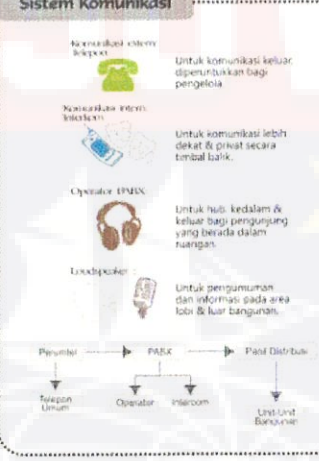 Sistem Komunikasi
Komunikasi extern:
Telepon
Untuk komunikasi keluar,
diperuntukkan bagi
pengelola.
Komunikasi intern:
Interkom
Untuk komunikasi lebih
dekat & privat secara
timbal balik.
Operator PABX
Untuk hub. kedalam &
keluar bagi pengunjung
yang berada dalam
ruangan.
Loudspeaker :
Untuk pengumuman
dan informasi pada area
lobi & luar bangunan.
Perumtel PABX Panil Distribusi
Telepon
Umum
Operator Intercom
Unit-Unit
Bangunan